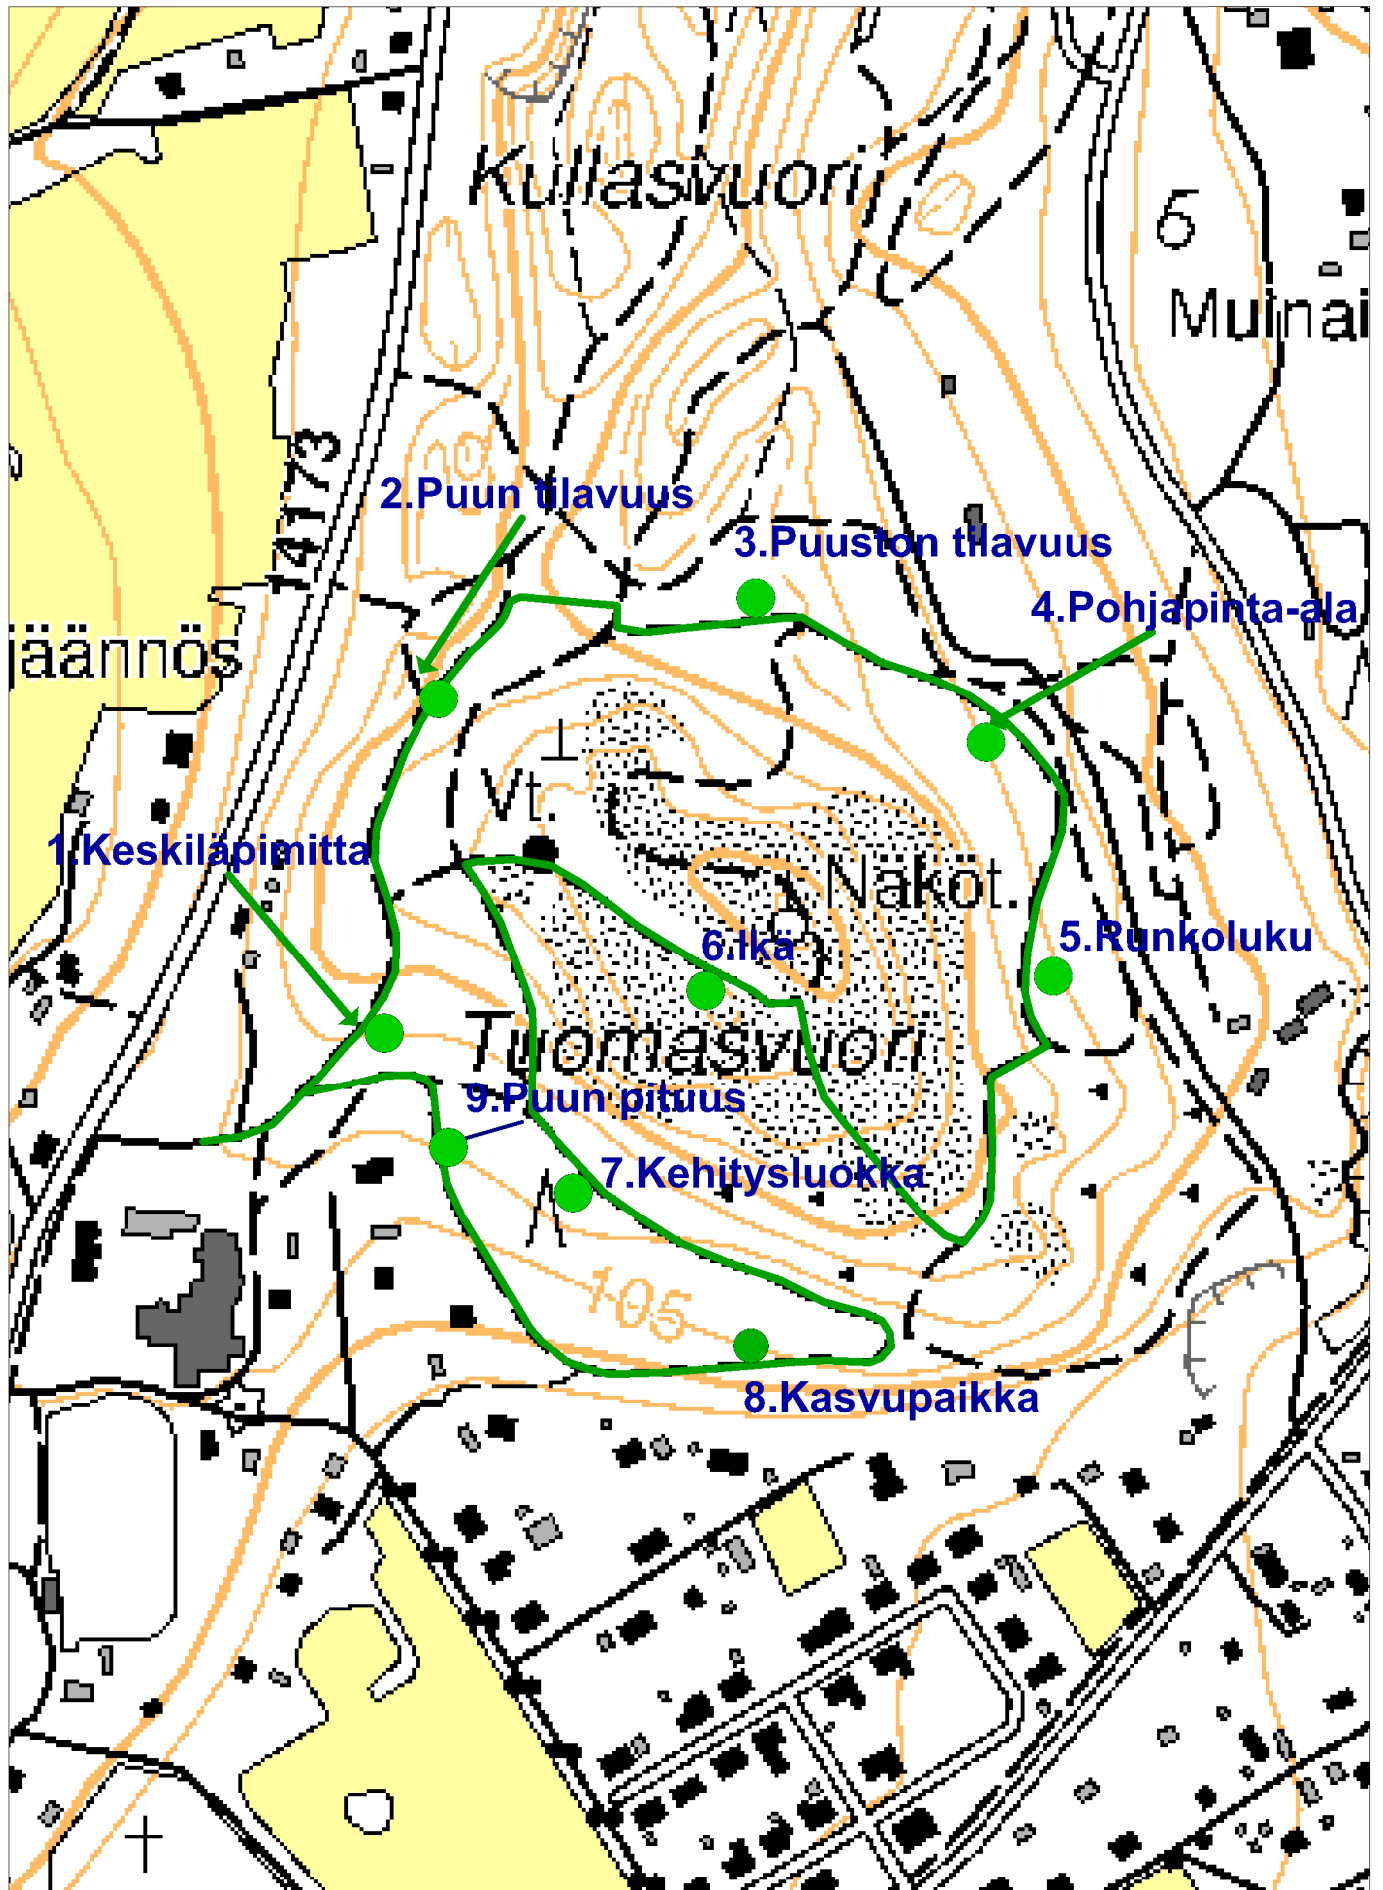 Kullasvuori
6
Muinai
14173
2.Puun tilavuus
3.Puuston tilavuus
4.Pohjapinta-ala
jäännös
Vt.
1.Keskiläpimitta
Näköt.
6.Ikä
5.Runkoluku
Tuomasvuori
9.Puun pituus
7.Kehitysluokka
105
8.Kasvupaikka